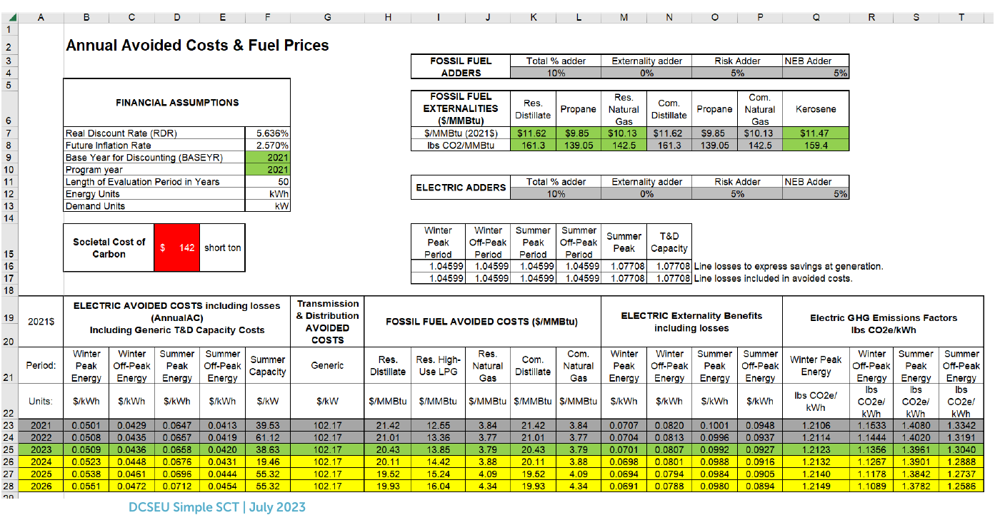 A B C D E F G H I J K L M N O P Q R S T
1
2 Annual Avoided Costs & Fuel Prices
3 FOSSIL FUEL Total % adder Externality adder Risk Adder NEB Adder
4 ADDERS 10% 0% 5% 5%
5
FINANCIAL ASSUMPTIONS
FOSSIL FUEL Res. Com.
EXTERNALITIES Res. Propane Natural Com. Propane Natural Kerosene
6 ($/MMBtu) Distillate Gas Distillate Gas
7 Real Discount Rate (RDR) 5.636% $/MMBtu (2021$) $11.62 $9.85 $10.13 $11.62 $9.85 $10.13 $11.47
8 Future Inflation Rate 2.570% lbs CO2/MMBtu 161.3 139.05 142.5 161.3 139.05 142.5 159.4
9 Base Year for Discounting (BASEYR) 2021
10 Program year 2021
11 Length of Evaluation Period in Years 50 ELECTRIC ADDERS Total % adder Externality adder Risk Adder NEB Adder
12 Energy Units kWh 10% 0% 5% 5%
13 Demand Units kW
14
Winter Winter Summer Summer Summer T&D
Societal Cost of $ 142 short ton Peak Off-Peak Peak Off-Peak Peak Capacity
15 Carbon Period Period Period Period
16 1.04599 1.04599 1.04599 1.04599 1.07708 1.07708 Line losses to express savings at generation.
17 1.04599 1.04599 1.04599 1.04599 1.07708 1.07708 Line losses included in avoided costs.
18
ELECTRIC AVOIDED COSTS including losses Transmission
19 2021$ (AnnualAC) & Distribution FOSSIL FUEL AVOIDED COSTS ($/MMBtu) ELECTRIC Externality Benefits Electric GHG Emissions Factors
Including Generic T&D Capacity Costs AVOIDED including losses lbs CO2e/kWh
20 COSTS
Winter Winter Summer Summer Res. Com. Winter Winter Summer Summer Winter Summer Summer
Period: Peak Off-Peak Peak Off-Peak Summer Generic Res. Res. High- Natural Com. Natural Peak Off-Peak Peak Off-Peak Winter Peak Off-Peak Peak Off-Peak
21 Energy Energy Energy Energy Capacity Distillate Use LPG Gas Distillate Gas Energy Energy Energy Energy Energy Energy Energy Energy
lbs lbs lbs
Units: $/kWh $/kWh $/kWh $/kWh $/kW $/kW $/MMBtu $/MMBtu $/MMBtu $/MMBtu $/MMBtu $/kWh $/kWh $/kWh $/kWh lbs CO2e/ CO2e/ CO2e/ CO2e/
22 kWh kWh kWh kWh
23 2021 0.0501 0.0429 0.0647 0.0413 39.53 102.17 21.42 12.55 3.84 21.42 3.84 0.0707 0.0820 0.1001 0.0948 1.2106 1.1533 1.4080 1.3342
24 2022 0.0508 0.0435 0.0657 0.0419 61.12 102.17 21.01 13.36 3.77 21.01 3.77 0.0704 0.0813 0.0996 0.0937 1.2114 1.1444 1.4020 1.3191
25 2023 0.0509 0.0436 0.0658 0.0420 38.63 102.17 20.43 13.85 3.79 20.43 3.79 0.0701 0.0807 0.0992 0.0927 1.2123 1.1356 1.3961 1.3040
26 2024 0.0523 0.0448 0.0676 0.0431 19.46 102.17 20.11 14.42 3.88 20.11 3.88 0.0698 0.0801 0.0988 0.0916 1.2132 1.1267 1.3901 1.2888
27 2025 0.0538 0.0461 0.0696 0.0444 55.32 102.17 19.52 15.24 4.09 19.52 4.09 0.0694 0.0794 0.0984 0.0905 1.2140 1.1178 1.3842 1.2737
28 2026 0.0551 0.0472 0.0712 0.0454 55.32 102.17 19.93 16.04 4.34 19.93 4.34 0.0691 0.0788 0.0980 0.0894 1.2149 1.1089 1.3782 1.2586
DCSEU Simple SCT | July 2023